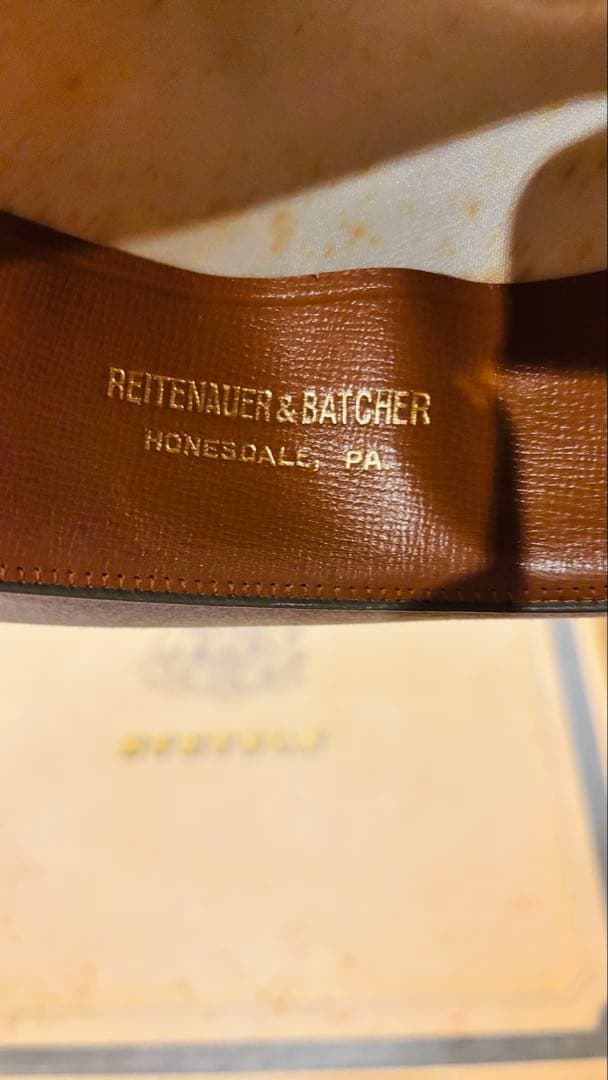 REITENAUER & BATCHER
HONESDALE, PA.